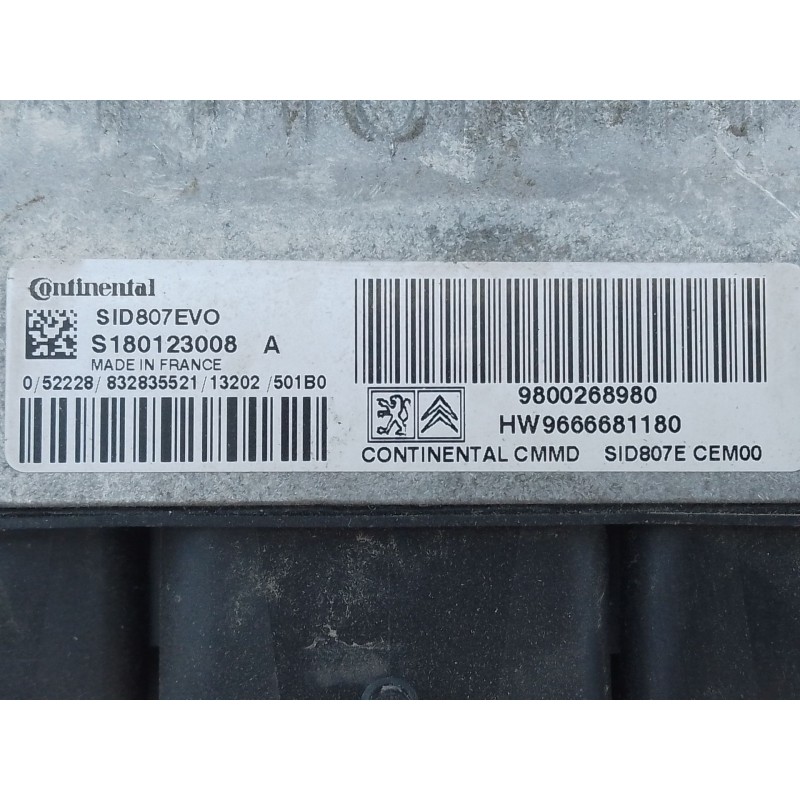 Continental
SID807EVO
S180123008 A
MADE IN FRANCE
0/52228/832835521/13202/501B0
9800268980
HW9666681180
CONTINENTAL CMMD SID807E CEM00